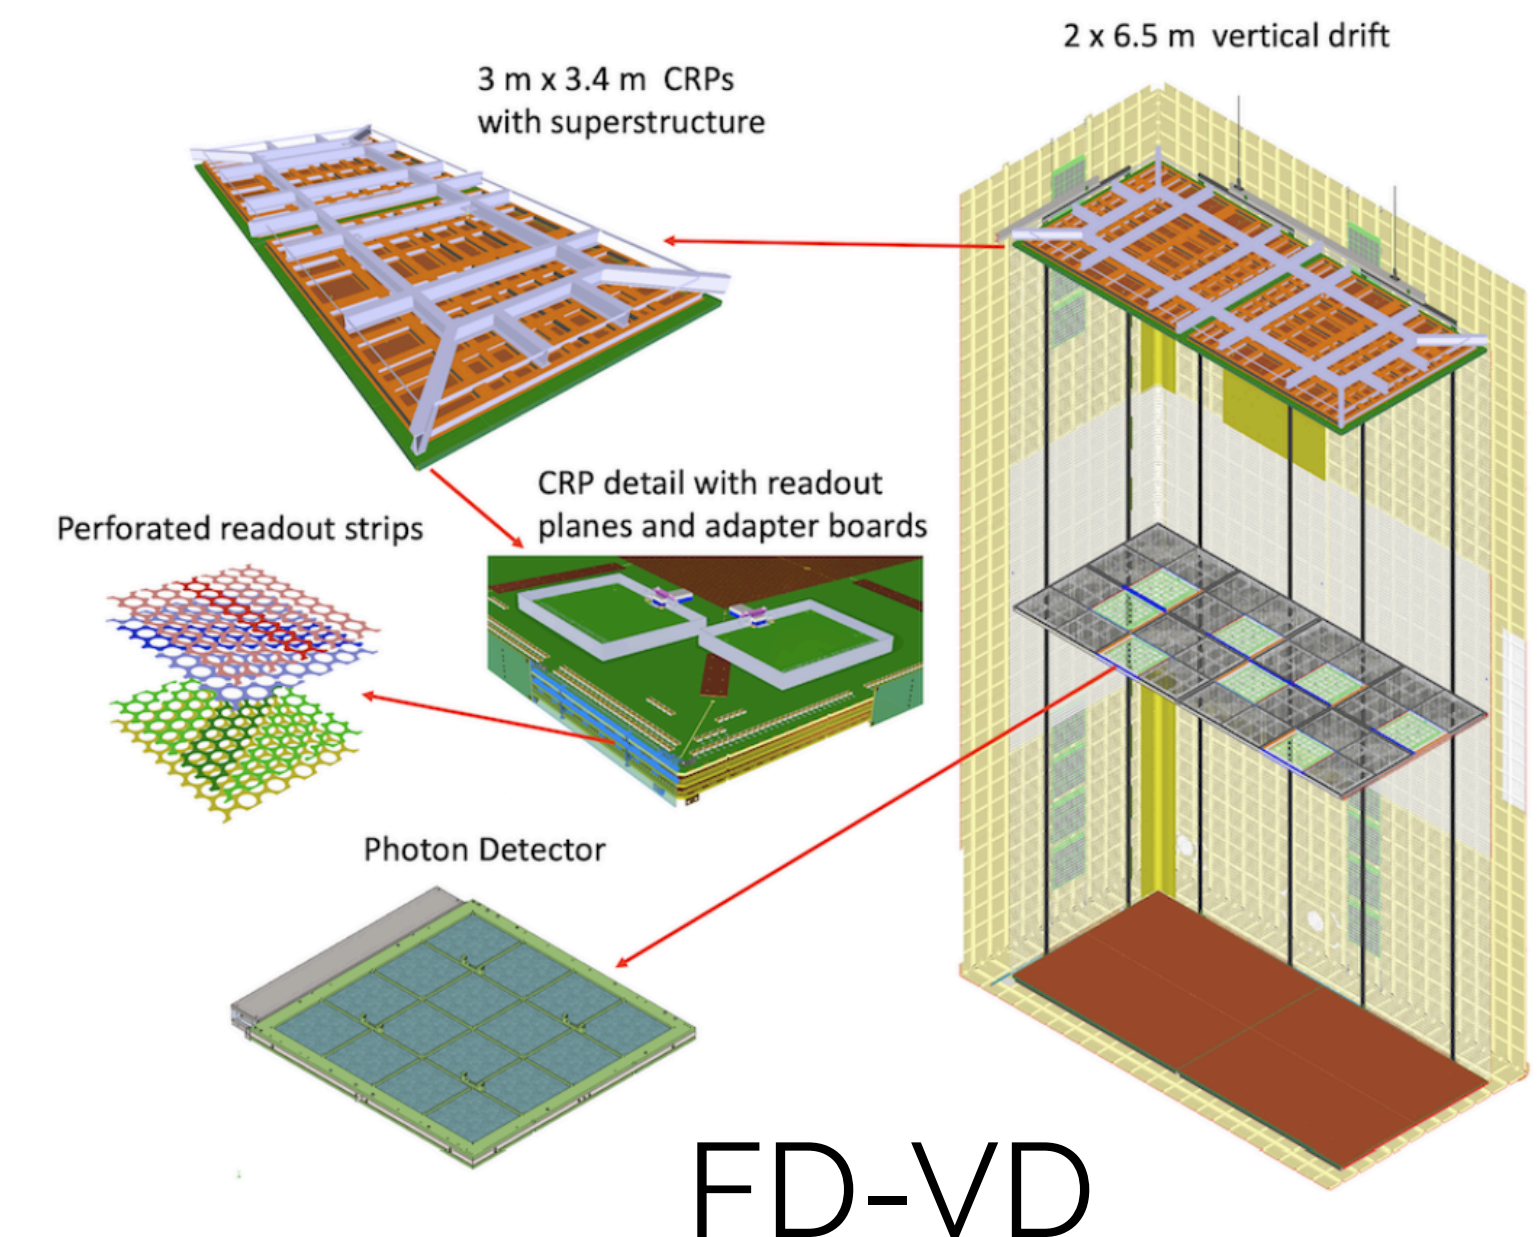 2 x 6.5 m vertical drift
3 m x 3.4 m CRPs
with superstructure
CRP detail with readout
planes and adapter boards
Perforated readout strips
Photon Detector
FD-VD